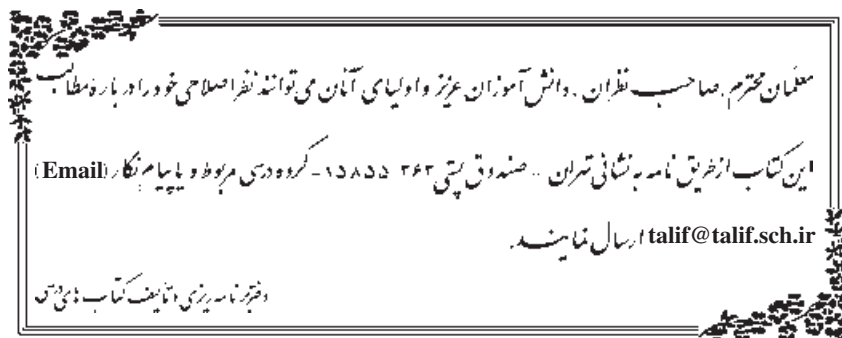 معلّمان محترم، صاحب نظران، دانش آموزان عزیز و اولیای آنان می توانند نظر اصلاحی خود را دربارهٔ مطالب
این کتاب از طریق نامه به نشانی تهران - صندوق پستی ۳۶۳ ۱۵۸۵۵ - گروه درسی مربوط و یا پیام نگار (Email)
talif@talif.sch.ir ارسال نمایند.
دفتر برنامه ریزی و تألیف کتاب های درسی